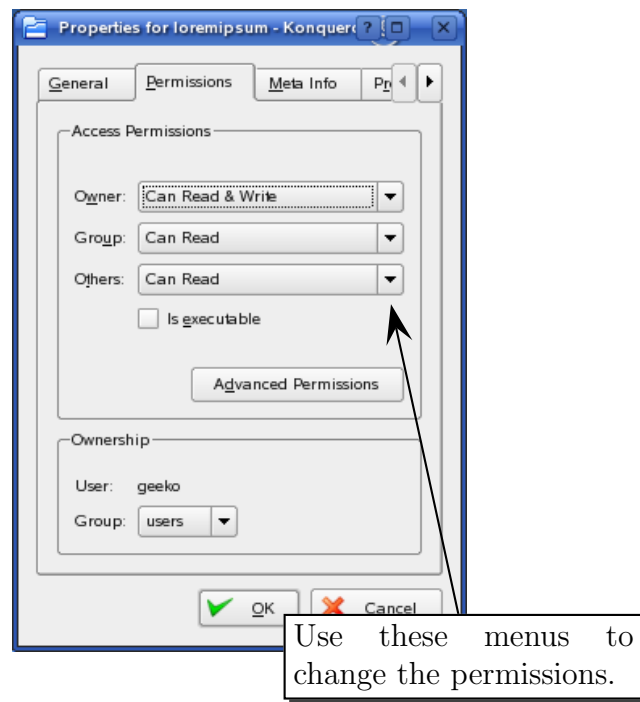 Properties for loremipsum - Konquer
General Permissions Meta Info Pr
Access Permissions
Owner: Can Read & Write
Group: Can Read
Others: Can Read
Is executable
Advanced Permissions
Ownership
User: geeko
Group: users
OK Cancel
Use these menus to
change the permissions.